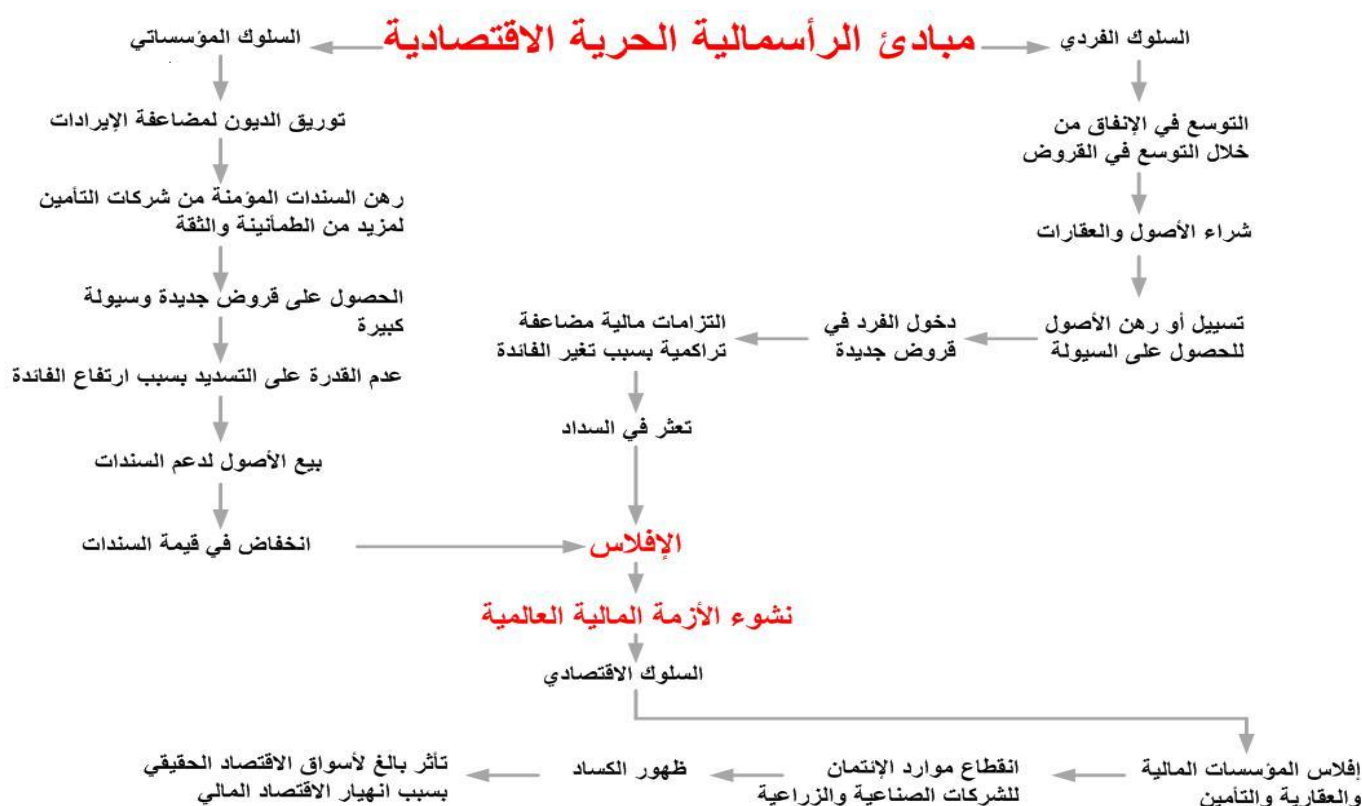 مبادئ الرأسمالية الحرية الاقتصادية
السلوك الفردي
التوسع في الإنفاق من
خلال التوسع في القروض
شراء الأصول والعقارات
تسييل أو رهن الأصول
للحصول على السيولة
دخول الفرد في
قروض جديدة
التزامات مالية مضاعفة
تراكمية بسبب تغير الفائدة
تعثر في السداد
السلوك المؤسساتي
توريق الديون لمضاعفة الإيرادات
رهن السندات المؤمنة من شركات التأمين
لمزيد من الطمأنينة والثقة
الحصول على قروض جديدة وسيولة
كبيرة
عدم القدرة على التسديد بسبب ارتفاع الفائدة
بيع الأصول لدعم السندات
انخفاض في قيمة السندات
الإفلاس
نشوء الأزمة المالية العالمية
السلوك الاقتصادي
إفلاس المؤسسات المالية
والعقارية والتأمين
انقطاع موارد الإئتمان
للشركات الصناعية والزراعية
ظهور الكساد
تأثر بالغ لأسواق الاقتصاد الحقيقي
بسبب انهيار الاقتصاد المالي